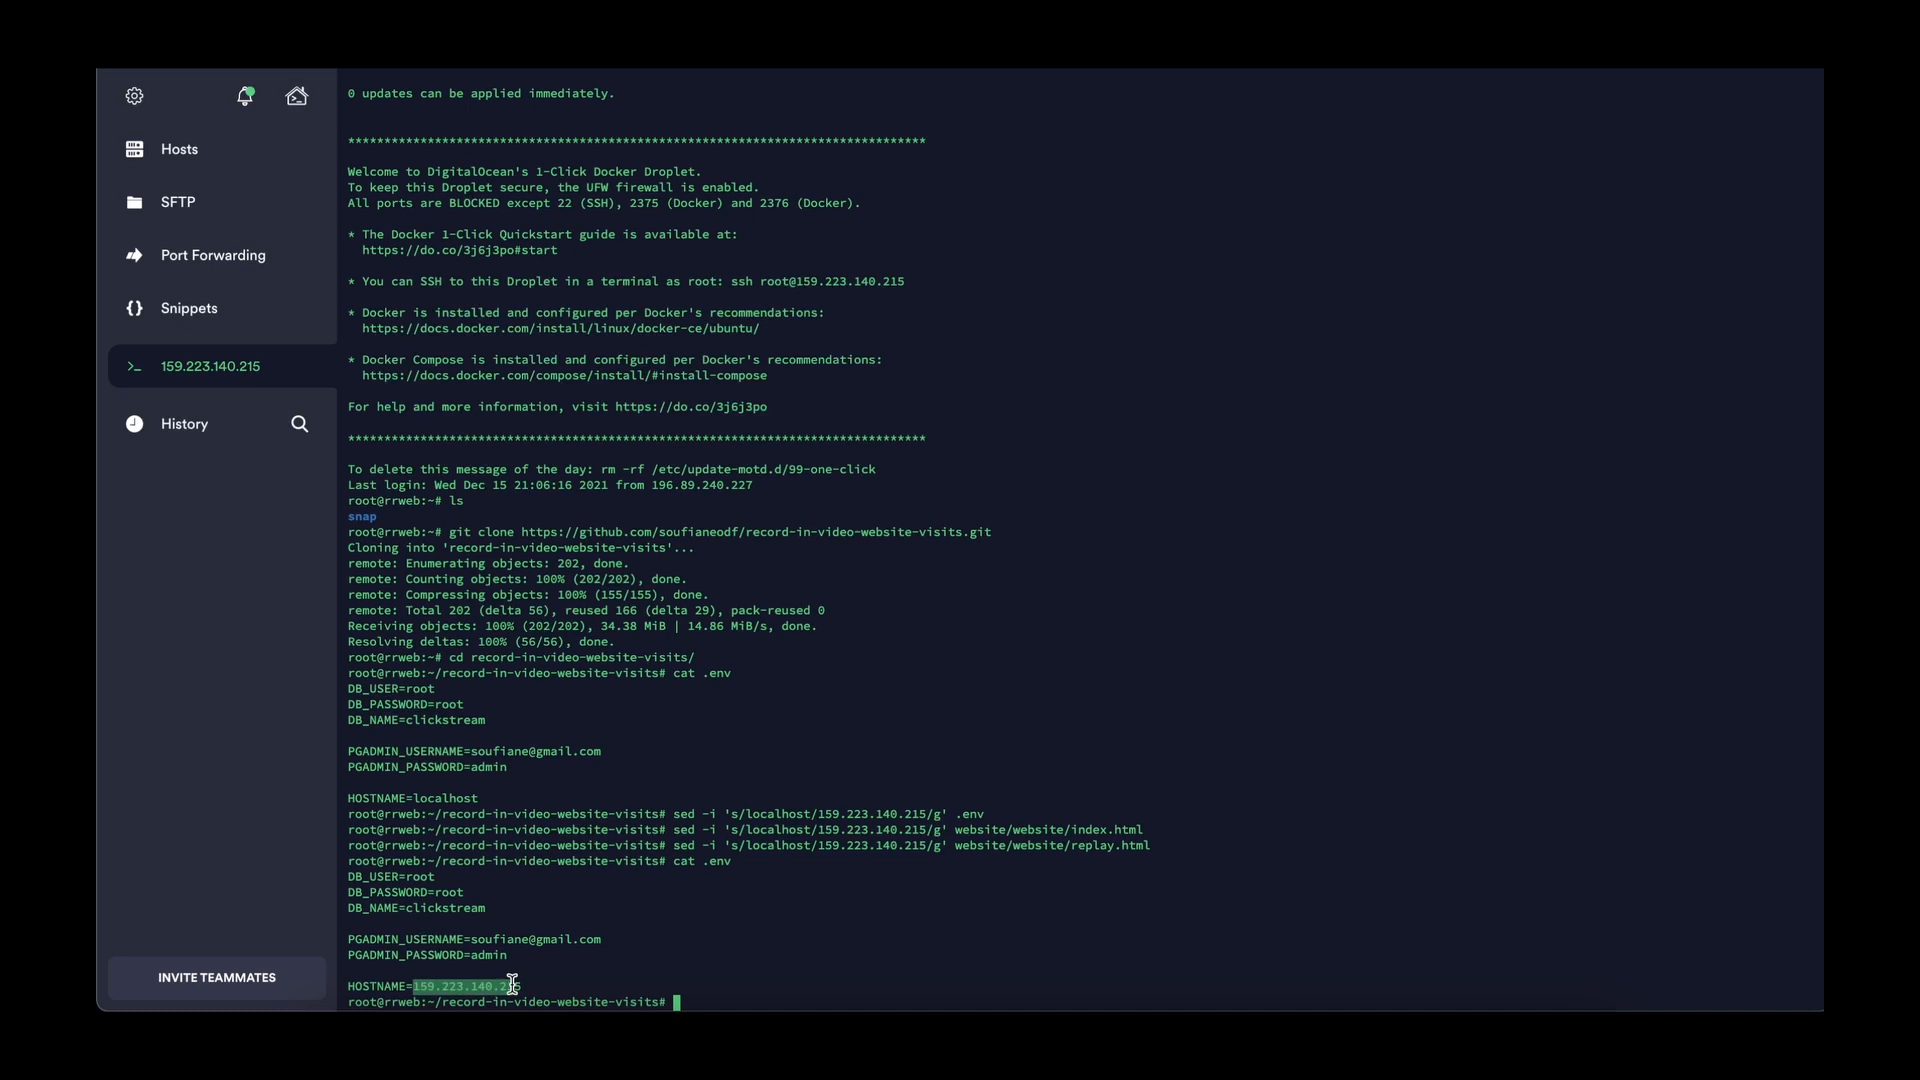 Hosts
SFTP
Port Forwarding
Snippets
>_ 159.223.140.215
History
INVITE TEAMMATES
0 updates can be applied immediately.
********************************************************************************
Welcome to DigitalOcean's 1-Click Docker Droplet.
To keep this Droplet secure, the UFW firewall is enabled.
All ports are BLOCKED except 22 (SSH), 2375 (Docker) and 2376 (Docker).
* The Docker 1-Click Quickstart guide is available at:
https://do.co/3j6j3po#start
* You can SSH to this Droplet in a terminal as root: ssh root@159.223.140.215
* Docker is installed and configured per Docker's recommendations:
https://docs.docker.com/install/linux/docker-ce/ubuntu/
* Docker Compose is installed and configured per Docker's recommendations:
https://docs.docker.com/compose/install/#install-compose
For help and more information, visit https://do.co/3j6j3po
********************************************************************************
To delete this message of the day: rm -rf /etc/update-motd.d/99-one-click
Last login: Wed Dec 15 21:06:16 2021 from 196.89.240.227
root@rrweb:~# ls
snap
root@rrweb:~# git clone https://github.com/soufianeodf/record-in-video-website-visits.git
Cloning into 'record-in-video-website-visits'...
remote: Enumerating objects: 202, done.
remote: Counting objects: 100% (202/202), done.
remote: Compressing objects: 100% (155/155), done.
remote: Total 202 (delta 56), reused 166 (delta 29), pack-reused 0
Receiving objects: 100% (202/202), 34.38 MiB | 14.86 MiB/s, done.
Resolving deltas: 100% (56/56), done.
root@rrweb:~# cd record-in-video-website-visits/
root@rrweb:~/record-in-video-website-visits# cat .env
DB_USER=root
DB_PASSWORD=root
DB_NAME=clickstream
PGADMIN_USERNAME=soufiane@gmail.com
PGADMIN_PASSWORD=admin
HOSTNAME=localhost
root@rrweb:~/record-in-video-website-visits# sed -i 's/localhost/159.223.140.215/g' .env
root@rrweb:~/record-in-video-website-visits# sed -i 's/localhost/159.223.140.215/g' website/website/index.html
root@rrweb:~/record-in-video-website-visits# sed -i 's/localhost/159.223.140.215/g' website/website/replay.html
root@rrweb:~/record-in-video-website-visits# cat .env
DB_USER=root
DB_PASSWORD=root
DB_NAME=clickstream
PGADMIN_USERNAME=soufiane@gmail.com
PGADMIN_PASSWORD=admin
HOSTNAME=159.223.140.215
root@rrweb:~/record-in-video-website-visits#